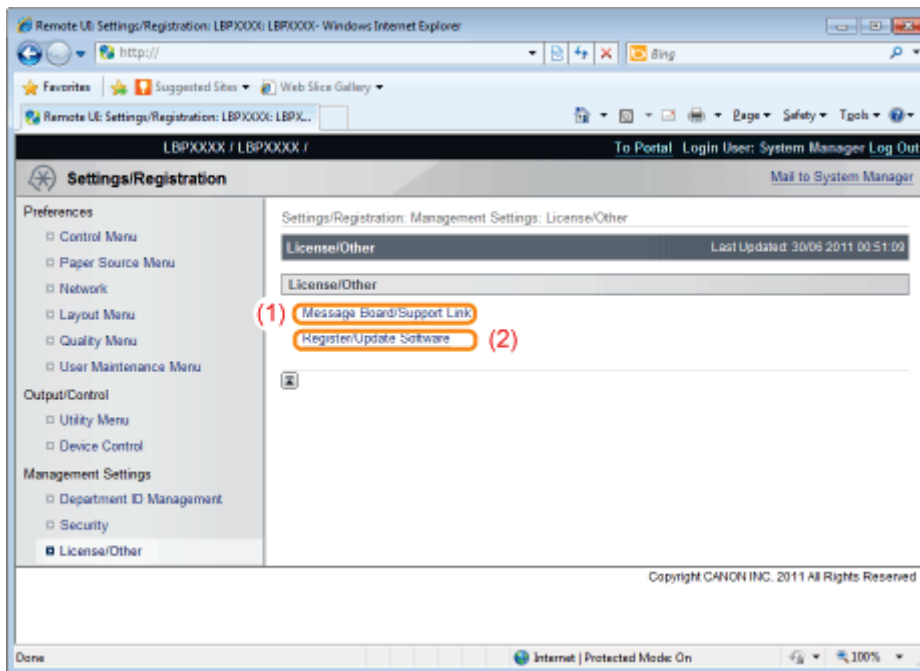 Remote UI: Settings/Registration: LBPXXXX: LBPXXXX- Windows Internet Explorer
http://
Bing
Favorites Suggested Sites Web Slice Gallery
Remote UI: Settings/Registration: LBPXXXX: LBPX... Page Safety Tools
LBPXXXX / LBPXXXX / To Portal Login User: System Manager Log Out
Settings/Registration Mail to System Manager
Preferences
Control Menu
Paper Source Menu
Network
Layout Menu
Quality Menu
User Maintenance Menu
Output/Control
Utility Menu
Device Control
Management Settings
Department ID Management
Security
License/Other
Settings/Registration: Management Settings: License/Other
License/Other Last Updated: 30/06 2011 00:51:09
License/Other
(1) Message Board/Support Link
Register/Update Software (2)
Copyright CANON INC. 2011 All Rights Reserved
Done Internet | Protected Mode: On 100%